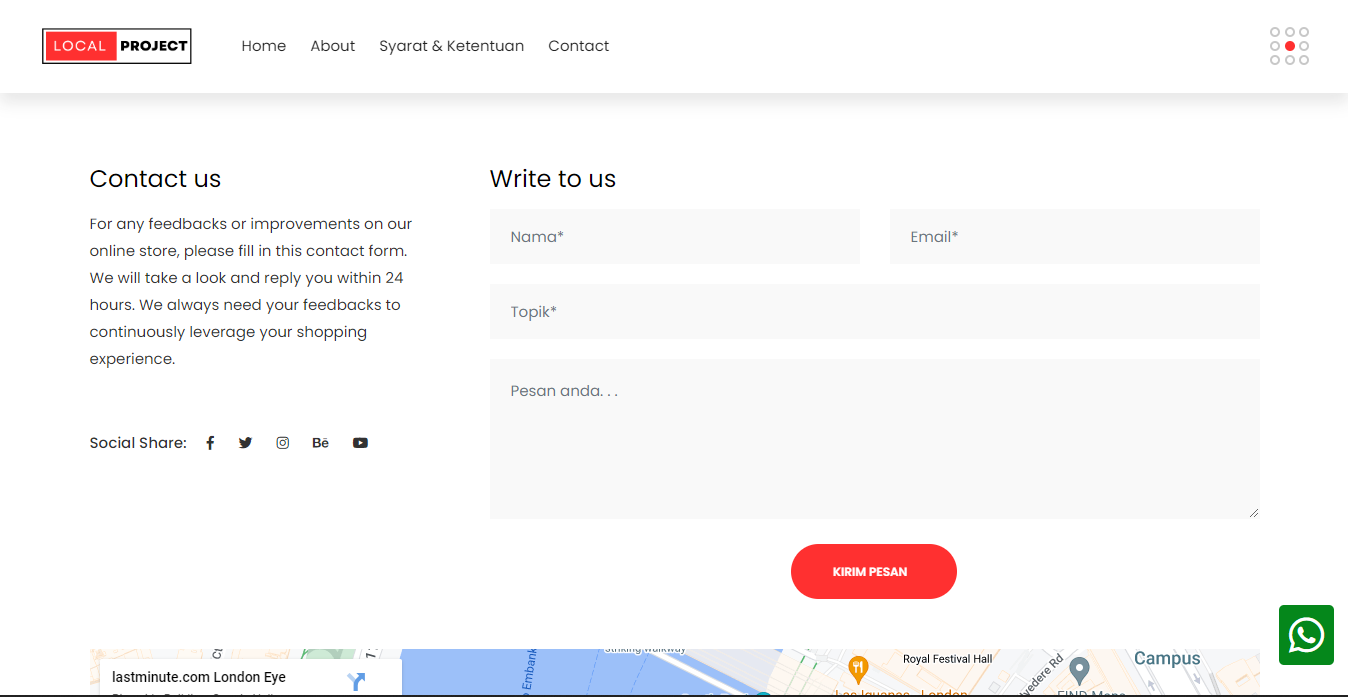 LOCAL PROJECT
Home About Syarat & Ketentuan Contact
Contact us
For any feedbacks or improvements on our
online store, please fill in this contact form.
We will take a look and reply you within 24
hours. We always need your feedbacks to
continuously leverage your shopping
experience.
Social Share:
Write to us
Nama*
Email*
Topik*
Pesan anda. . .
KIRIM PESAN
lastminute.com London Eye
Royal Festival Hall
Campus